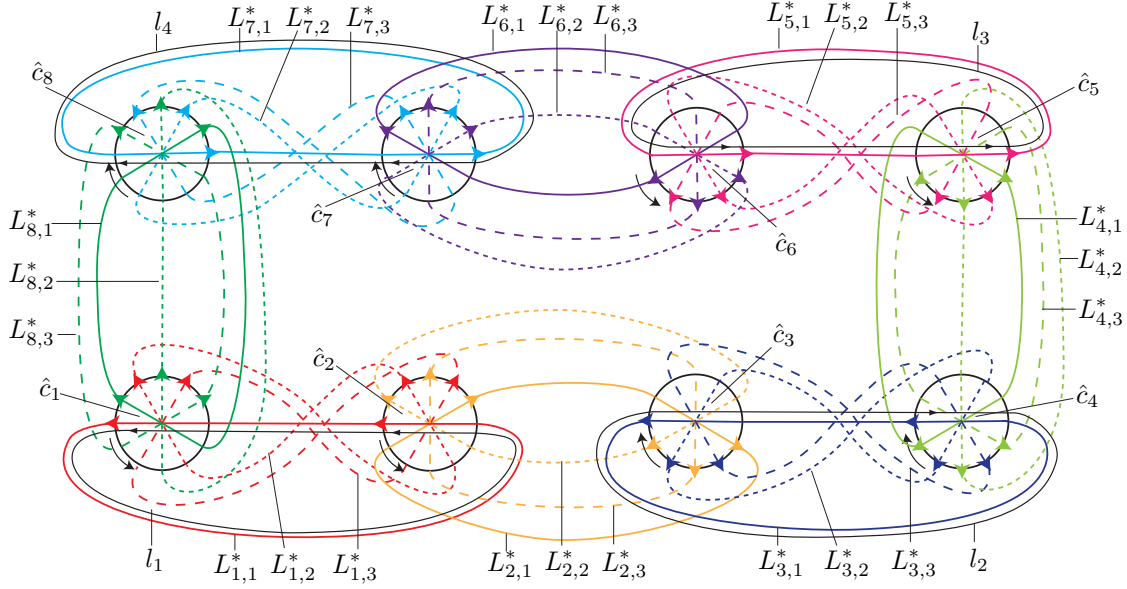 l_4 L*_{7,1} L*_{7,2} L*_{7,3} L*_{6,1} L*_{6,2} L*_{6,3} L*_{5,1} L*_{5,2} L*_{5,3} l_3
ĉ_8 ĉ_5
ĉ_7 ĉ_6
L*_{8,1} L*_{4,1}
L*_{8,2} L*_{4,2}
L*_{8,3} L*_{4,3}
ĉ_1 ĉ_2 ĉ_3 ĉ_4
l_1 L*_{1,1} L*_{1,2} L*_{1,3} L*_{2,1} L*_{2,2} L*_{2,3} L*_{3,1} L*_{3,2} L*_{3,3} l_2